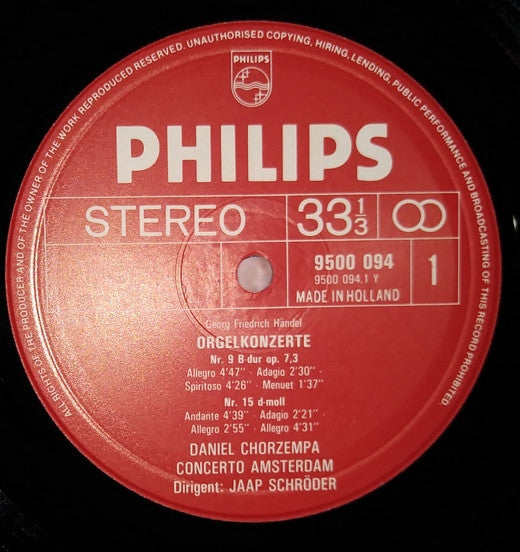 ALL RIGHTS OF THE PRODUCER AND OF THE OWNER OF THE WORK REPRODUCED RESERVED. UNAUTHORISED COPYING, HIRING, LENDING, PUBLIC PERFORMANCE AND BROADCASTING OF THIS RECORD PROHIBITED
PHILIPS
PHILIPS
STEREO 33 1/3
9500 094
9500 094.1 Y
MADE IN HOLLAND
1
Georg Friedrich Händel
ORGELKONZERTE
Nr. 9 B-dur op. 7,3
Allegro 4'47" · Adagio 2'30" ·
Spiritoso 4'26" · Menuet 1'37"
Nr. 15 d-moll
Andante 4'39" · Adagio 2'21" ·
Allegro 2'55" · Allegro 4'31"
DANIEL CHORZEMPA
CONCERTO AMSTERDAM
Dirigent: JAAP SCHRÖDER